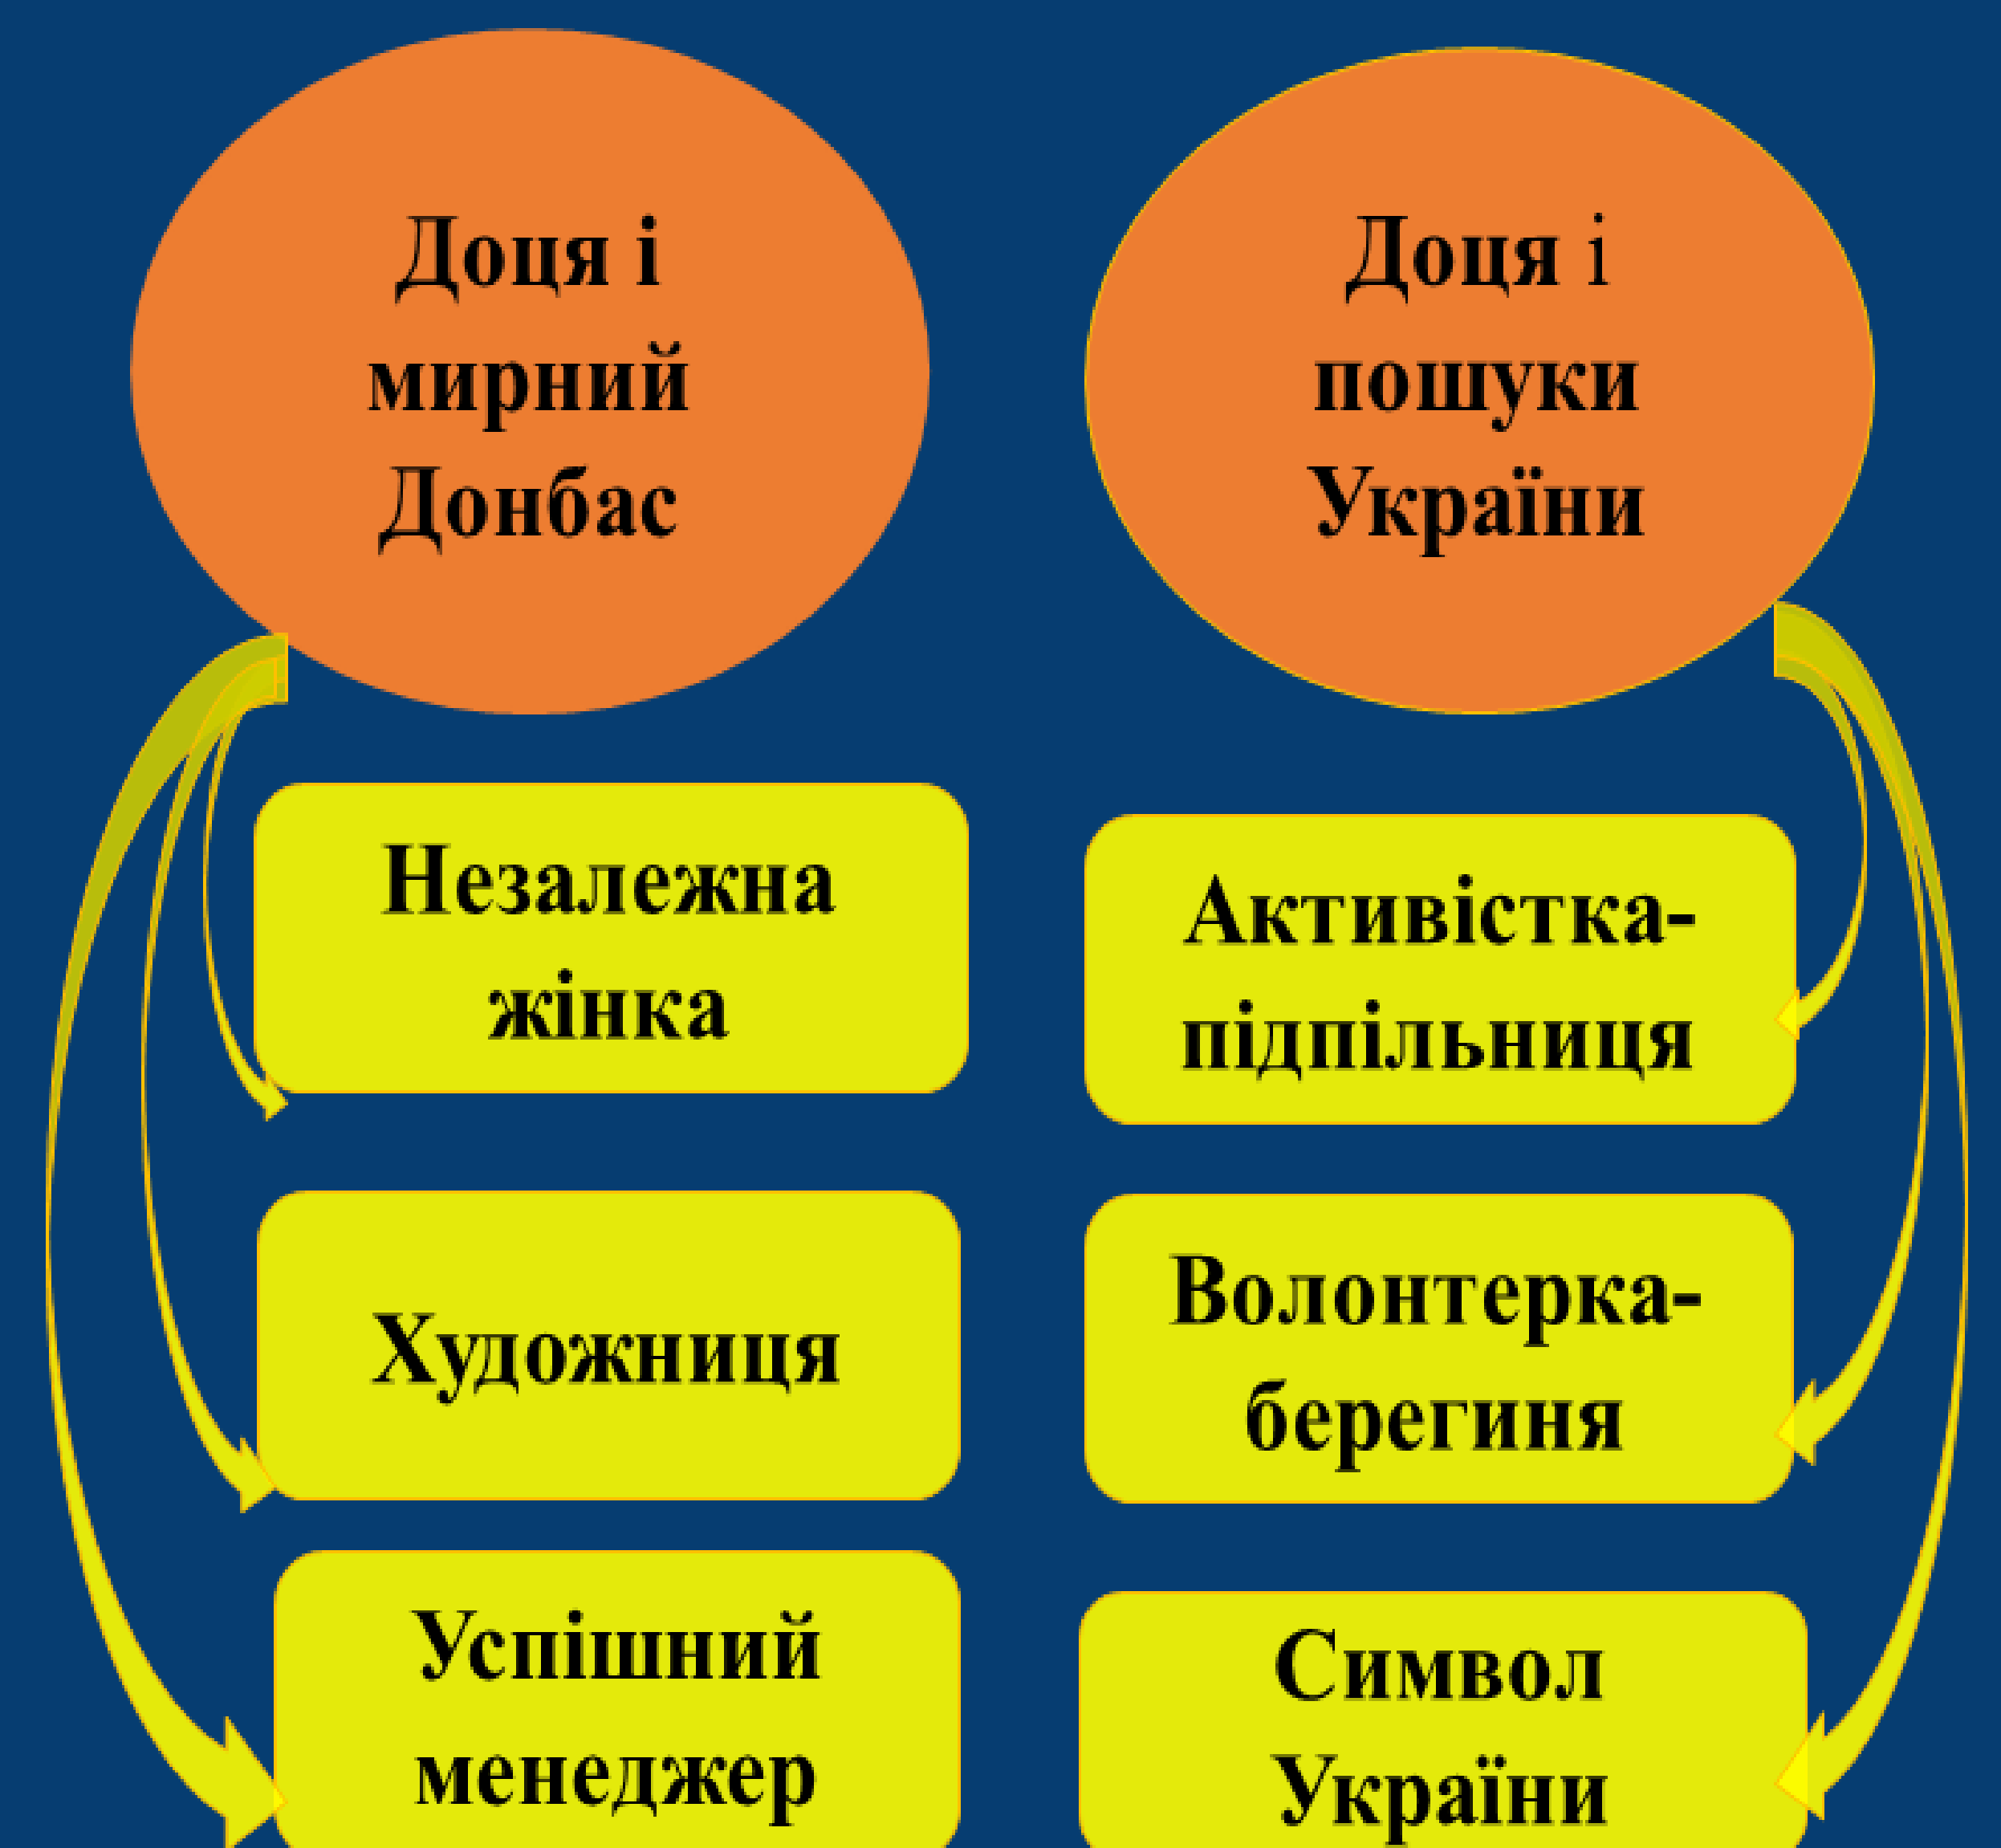 Доця і
мирний
Донбас
Незалежна
жінка
Художниця
Успішний
менеджер
Доця і
пошуки
України
Активістка-
підпільниця
Волонтерка-
берегиня
Символ
України